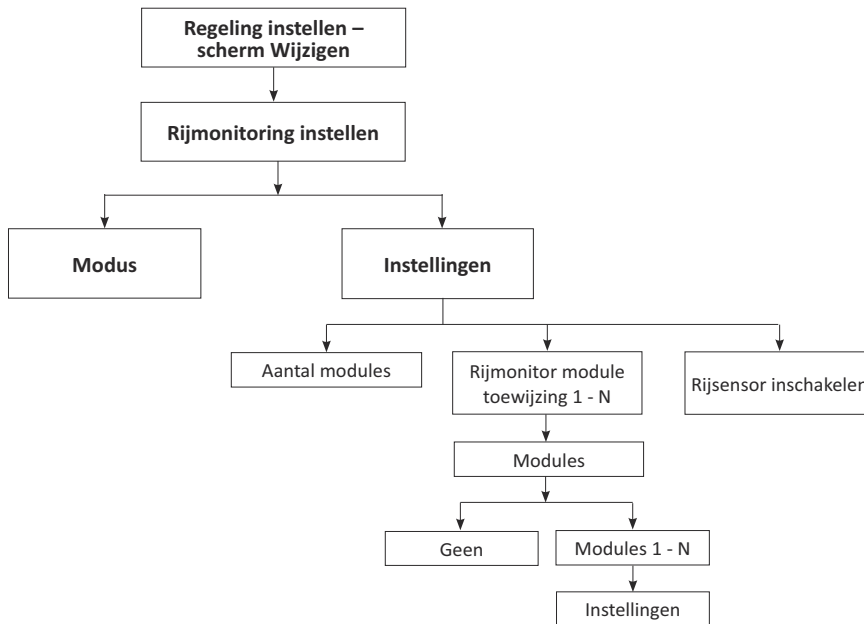 Regeling instellen –
scherm Wijzigen
Rijmonitoring instellen
Modus
Instellingen
Aantal modules
Rijmonitor module
toewijzing 1 - N
Rijsensor inschakelen
Modules
Geen
Modules 1 - N
Instellingen